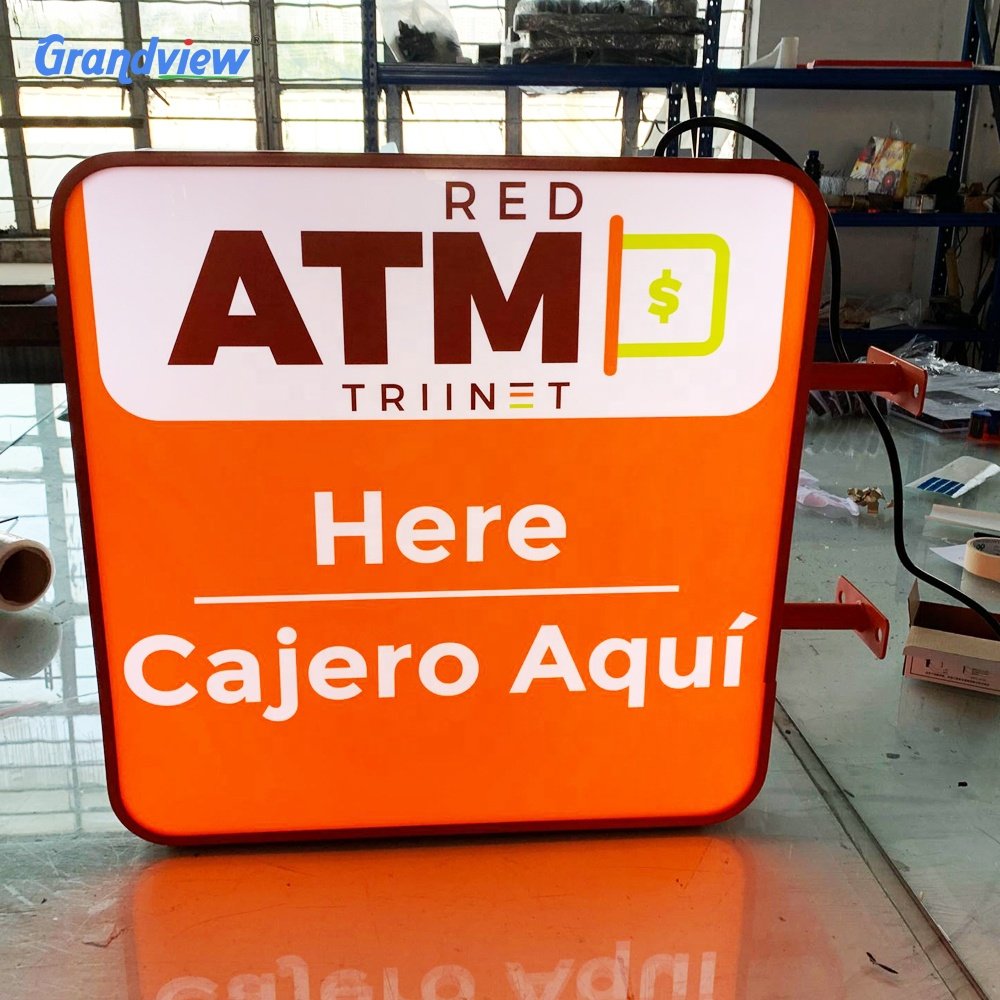 Grandview®
RED
ATM
$
TRIINET
Here
Cajero Aquí